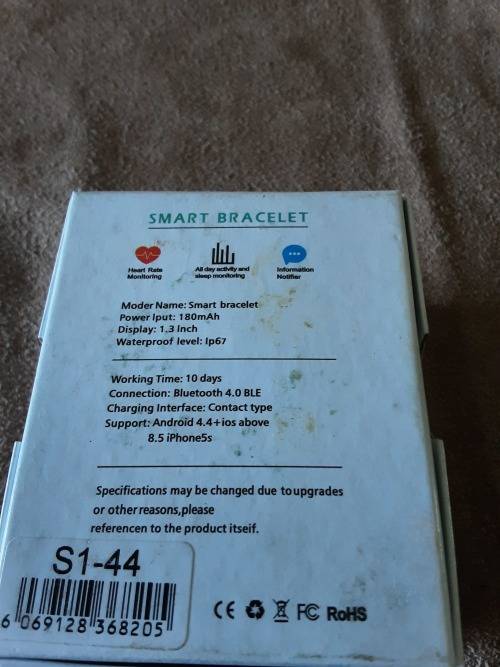 SMART BRACELET
Heart Rate
Monitoring
All day activity and
sleep monitoring
Information
Notifier
Moder Name: Smart bracelet
Power lput: 180mAh
Display: 1.3 Inch
Waterproof level: Ip67
Working Time: 10 days
Connection: Bluetooth 4.0 BLE
Charging Interface: Contact type
Support: Android 4.4+ios above
8.5 iPhone5s
Specifications may be changed due to upgrades
or other reasons,please
referencen to the product itseif.
S1-44
6 069128 368205
CE FC RoHS